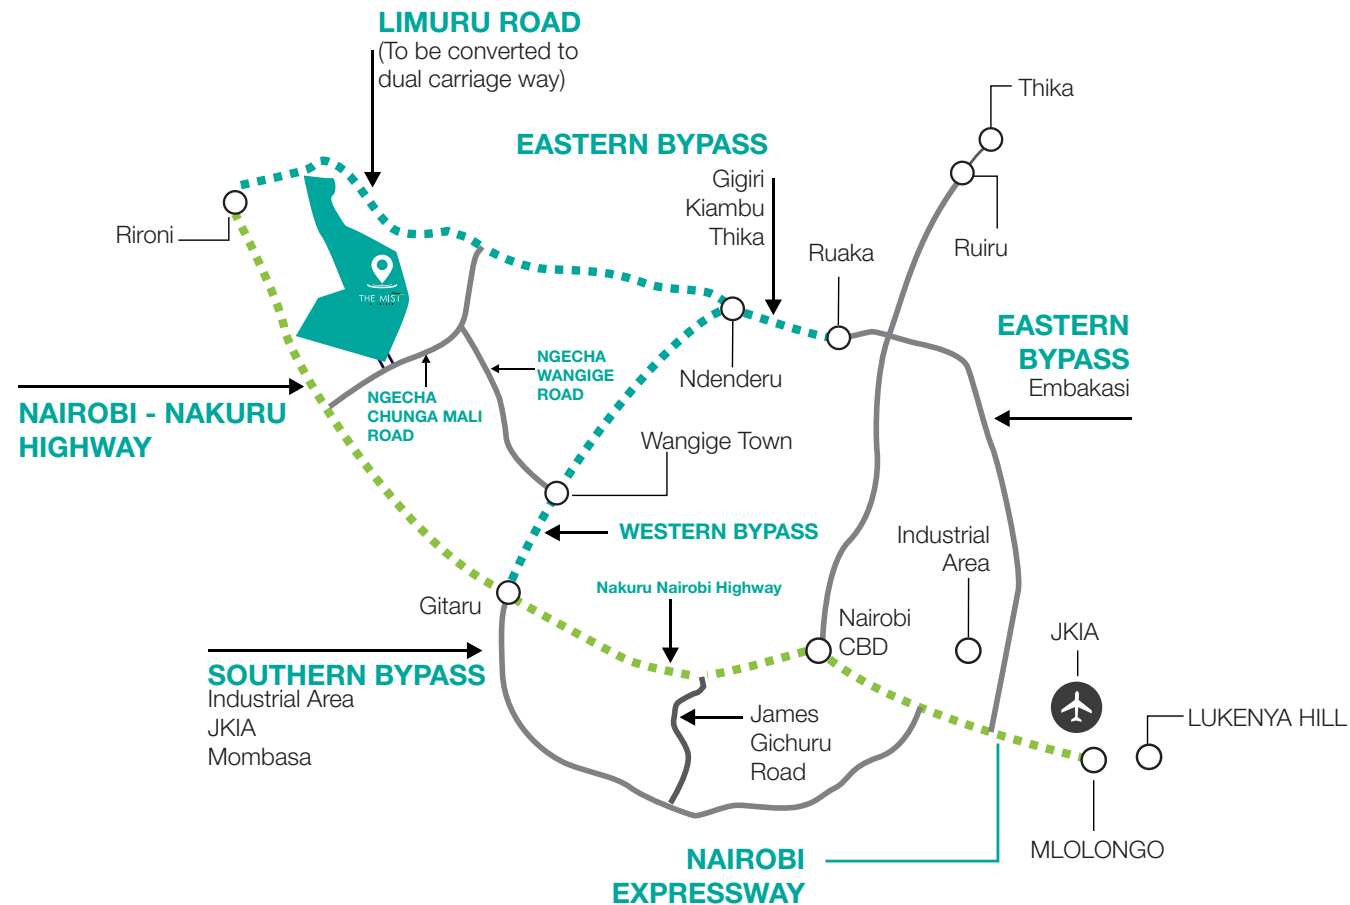 LIMURU ROAD
(To be converted to
dual carriage way)
Thika
EASTERN BYPASS
Gigiri
Kiambu
Thika
Rironi
Ruaka
Ruiru
THE MIST
EASTERN
BYPASS
Embakasi
NGECHA
WANGIGE
ROAD
Ndenderu
NAIROBI - NAKURU
HIGHWAY
NGECHA
CHUNGA MALI
ROAD
Wangige Town
WESTERN BYPASS
Industrial
Area
Nakuru Nairobi Highway
Gitaru
Nairobi
CBD
JKIA
SOUTHERN BYPASS
Industrial Area
JKIA
Mombasa
James
Gichuru
Road
LUKENYA HILL
MLOLONGO
NAIROBI
EXPRESSWAY